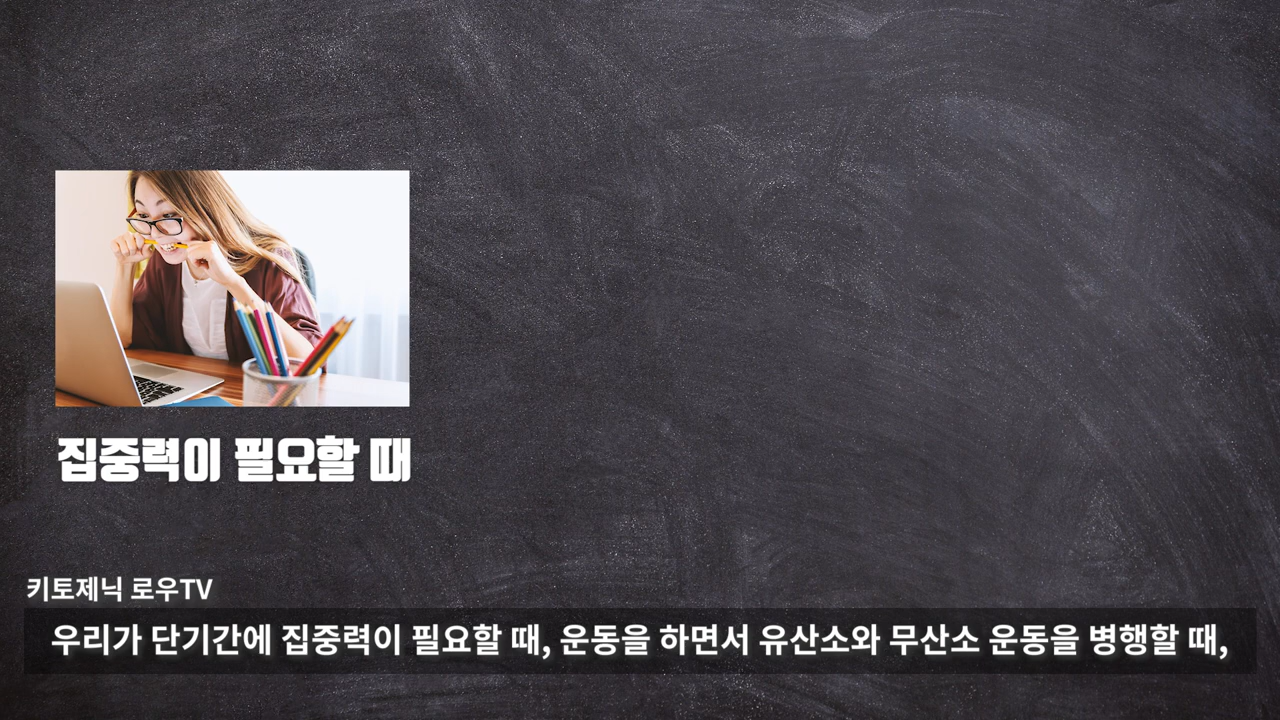 집중력이 필요할 때
키토제닉 로우TV
우리가 단기간에 집중력이 필요할 때, 운동을 하면서 유산소와 무산소 운동을 병행할 때,